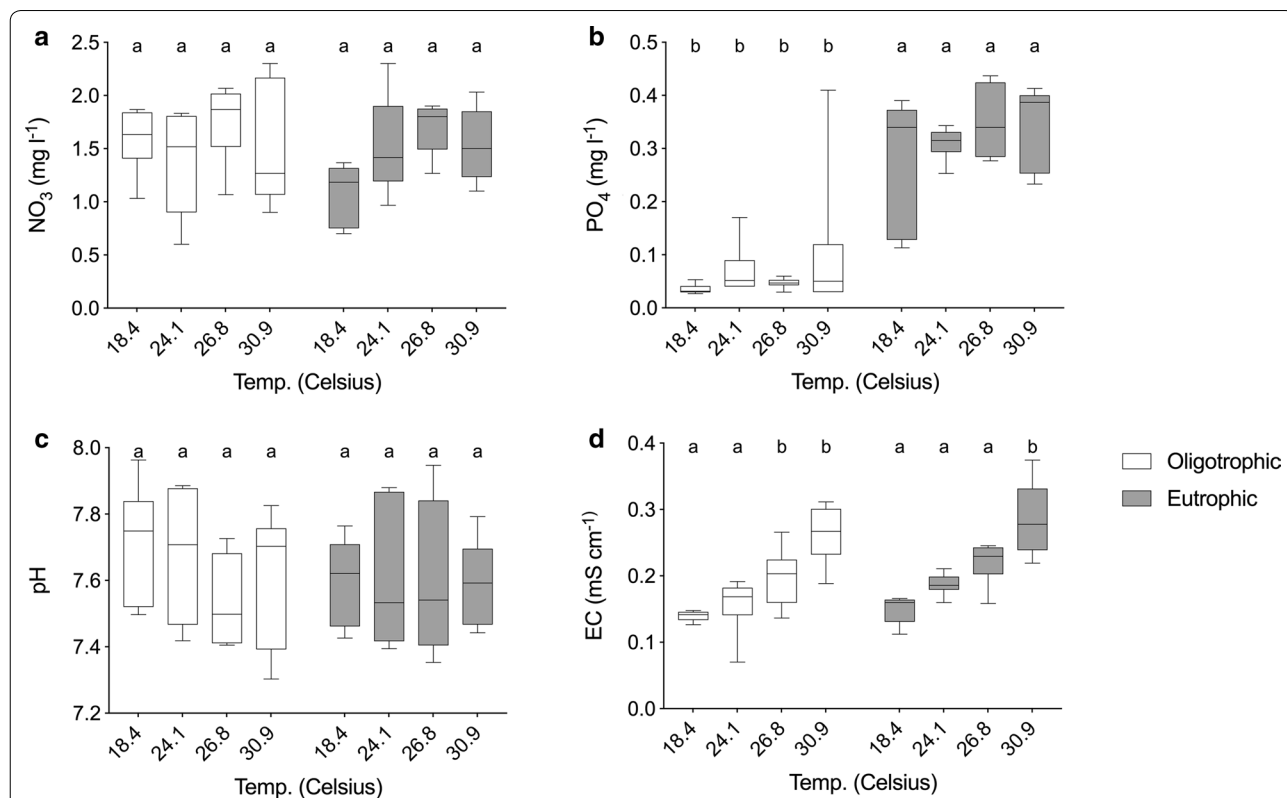 a
2.5
2.0
1.5
1.0
0.5
0.0
NO3 (mg l-1)
a a a a a a a a
18.4 24.1 26.8 30.9 18.4 24.1 26.8 30.9
Temp. (Celsius)
b
0.5
0.4
0.3
0.2
0.1
0.0
PO4 (mg l-1)
b b b b a a a a
18.4 24.1 26.8 30.9 18.4 24.1 26.8 30.9
Temp. (Celsius)
c
8.0
7.8
7.6
7.4
7.2
pH
a a a a a a a a
18.4 24.1 26.8 30.9 18.4 24.1 26.8 30.9
Temp. (Celsius)
d
0.4
0.3
0.2
0.1
0.0
EC (mS cm-1)
a a b b a a a b
18.4 24.1 26.8 30.9 18.4 24.1 26.8 30.9
Temp. (Celsius)
Oligotrophic
Eutrophic